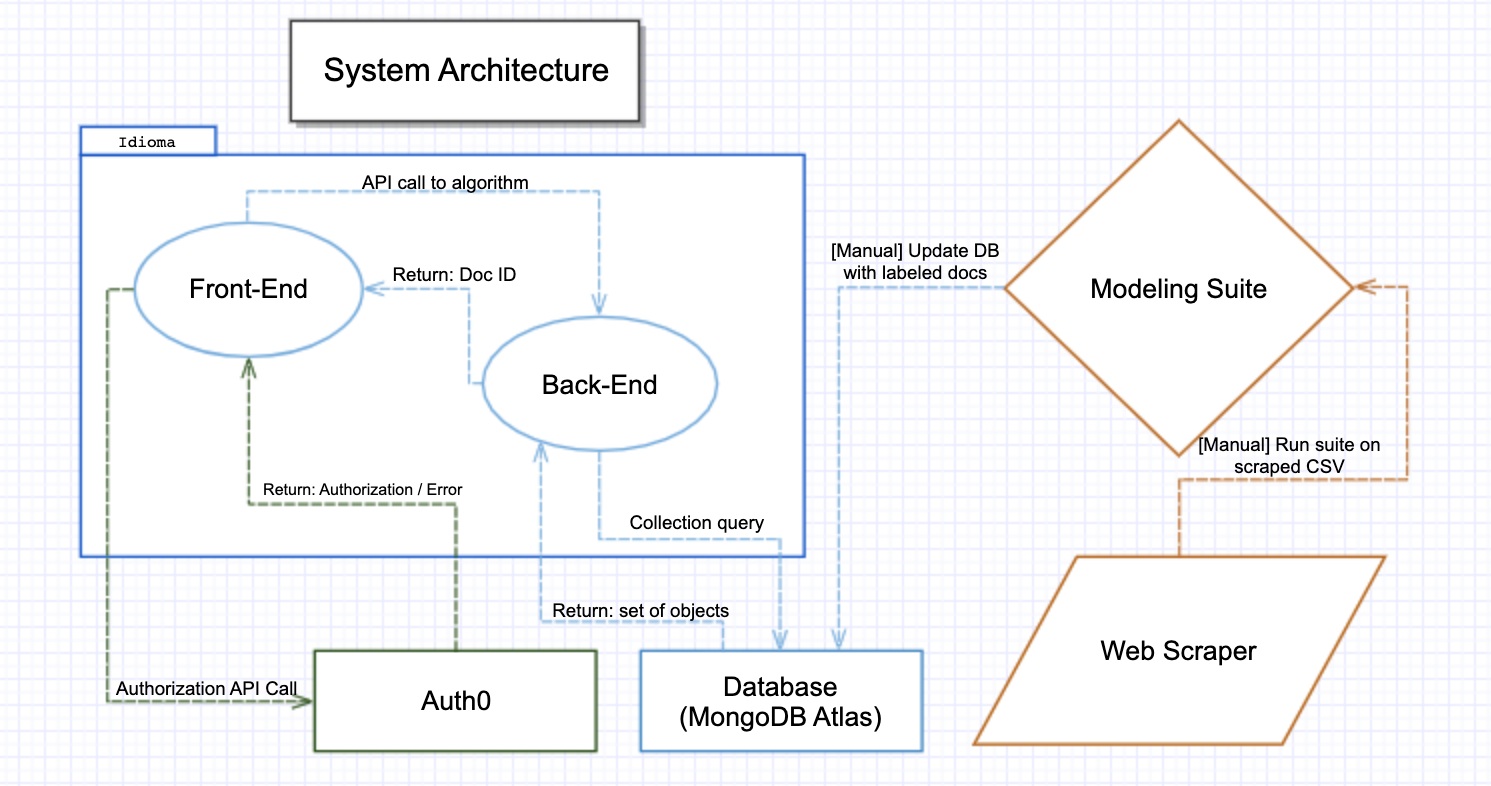 System Architecture
Idioma
API call to algorithm
[Manual] Update DB
with labeled docs
Return: Doc ID
Front-End
Modeling Suite
Back-End
[Manual] Run suite on
scraped CSV
Return: Authorization / Error
Collection query
Return: set of objects
Web Scraper
Authorization API Call
Auth0
Database
(MongoDB Atlas)